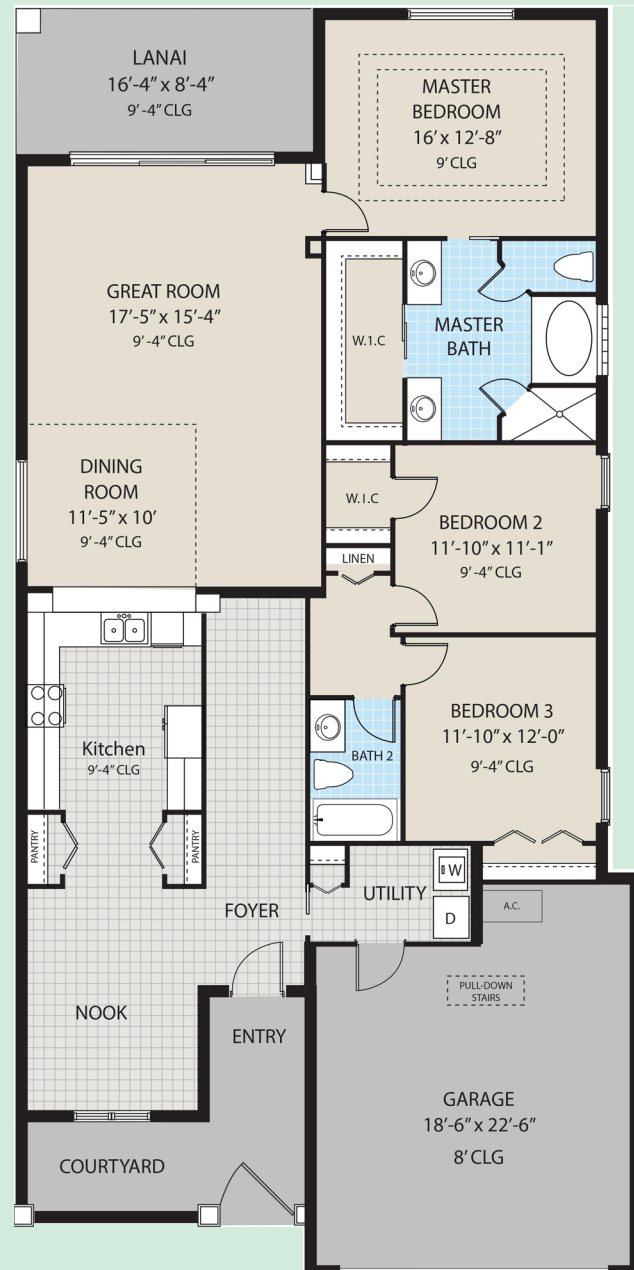 LANAI
16'-4” x 8'-4”
9'-4” CLG
MASTER
BEDROOM
16' x 12'-8”
9' CLG
GREAT ROOM
17'-5” x 15'-4”
9'-4” CLG
W.1.C
MASTER
BATH
DINING
ROOM
11'-5” x 10'
9'-4” CLG
W.I.C
BEDROOM 2
11'-10” x 11'-1”
9'-4” CLG
LINEN
Kitchen
9'-4” CLG
BEDROOM 3
11'-10” x 12'-0”
9'-4” CLG
BATH 2
PANTRY
PANTRY
UTILITY
W
D
FOYER
A.C.
PULL-DOWN
STAIRS
NOOK
ENTRY
GARAGE
18'-6” x 22'-6”
8' CLG
COURTYARD